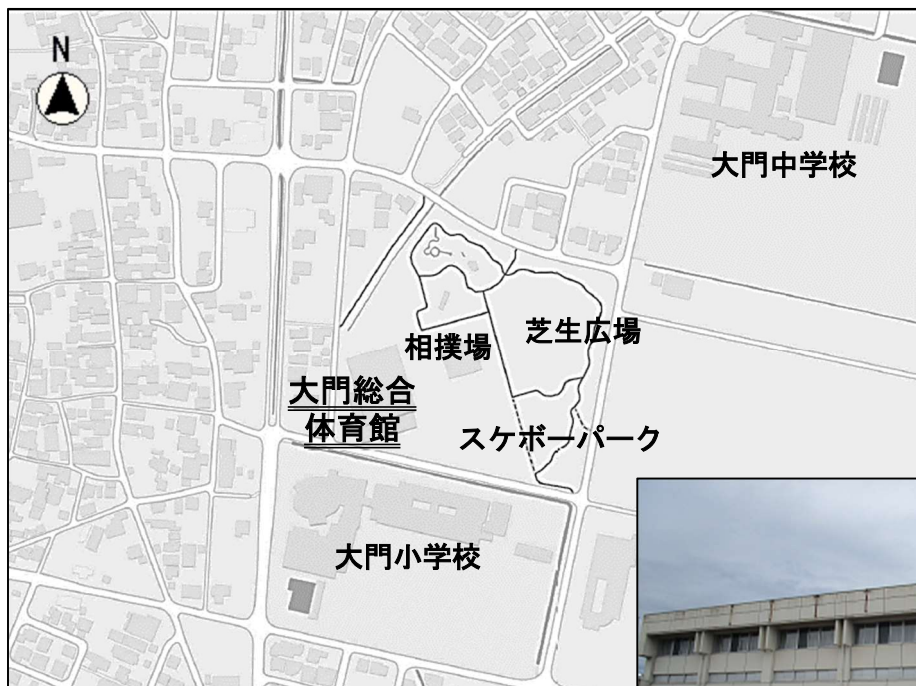 N
大門中学校
芝生広場
相撲場
大門総合
体育館
スケボーパーク
大門小学校